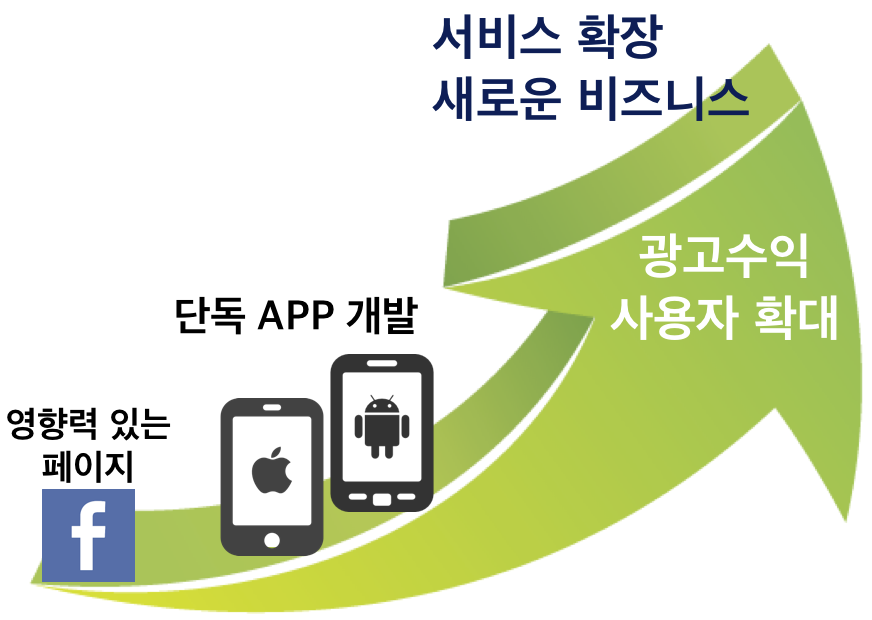 서비스 확장
새로운 비즈니스
광고수익
사용자 확대
단독 APP 개발
영향력 있는
페이지
f